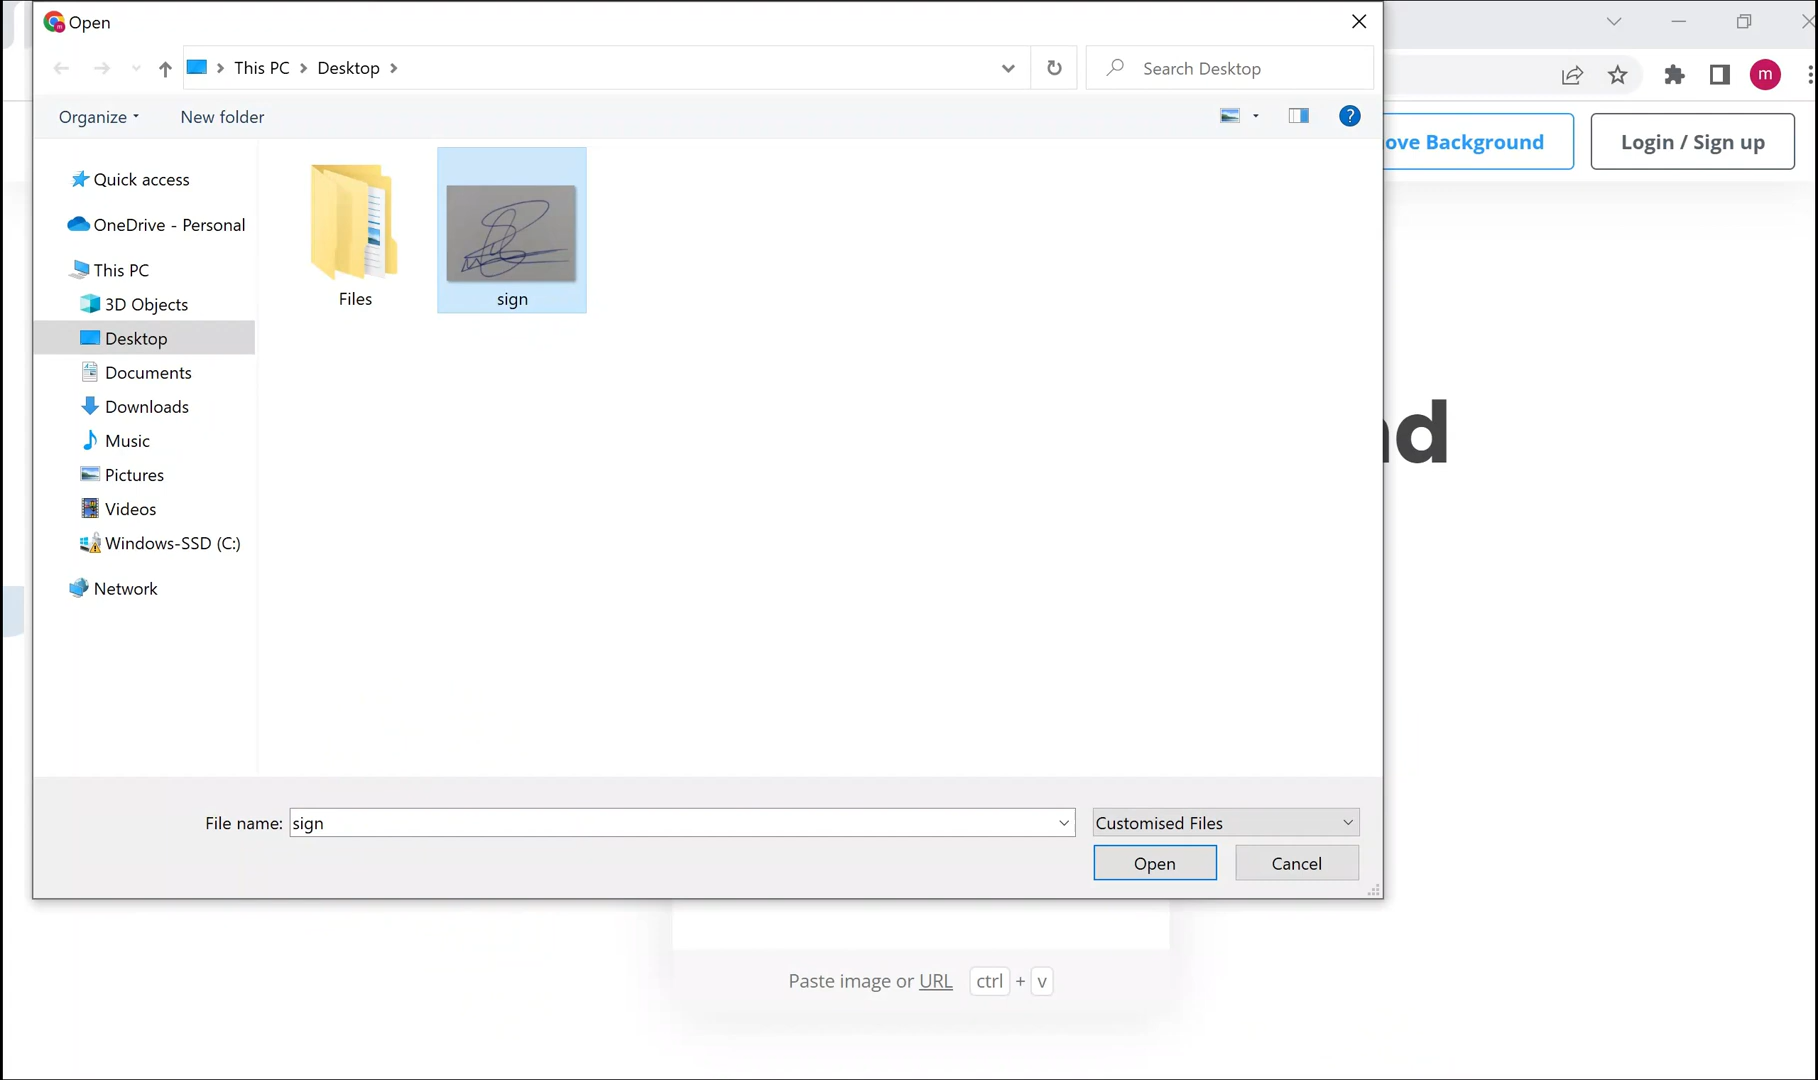 Open
This PC
Desktop
Search Desktop
m
Organize
New folder
?
ove Background
Login / Sign up
Quick access
OneDrive - Personal
This PC
3D Objects
Desktop
Documents
Downloads
Music
Pictures
Videos
Windows-SSD (C:)
Network
Files
sign
d
File name:
sign
Customised Files
Open
Cancel
Paste image or URL ctrl + v